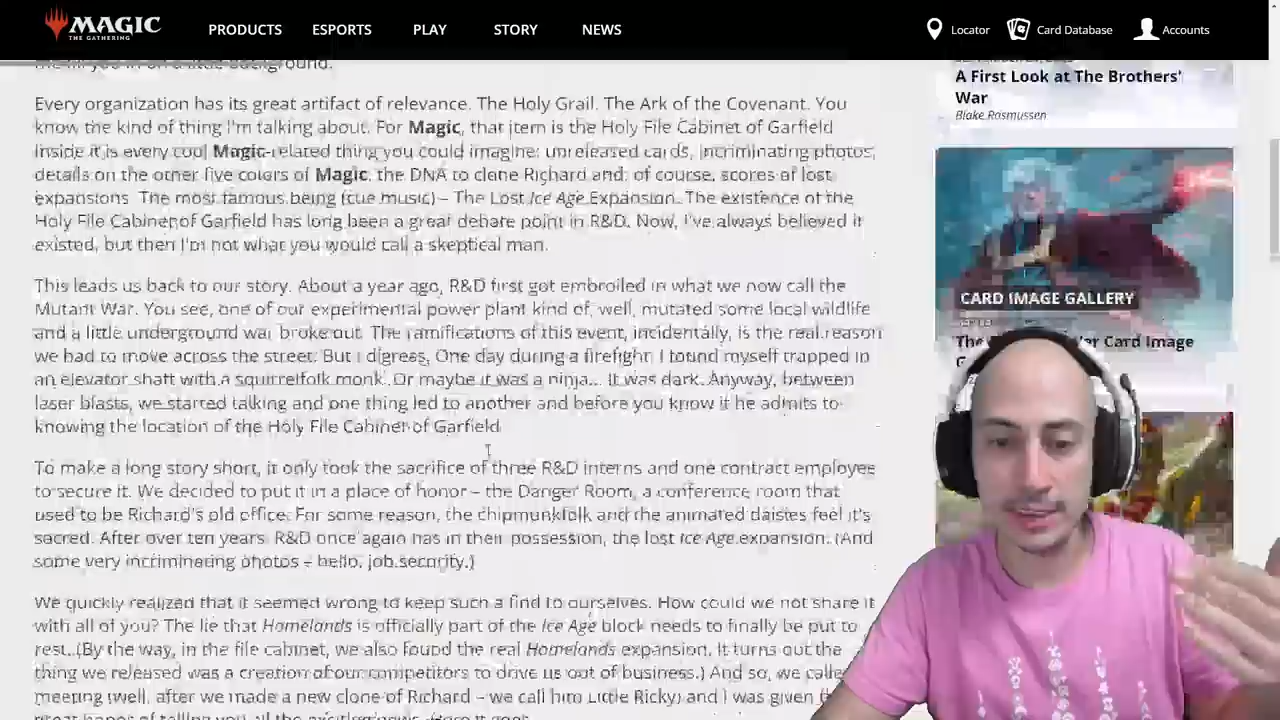 MAGIC
THE GATHERING
PRODUCTS
ESPORTS
PLAY
STORY
NEWS
Locator
Card Database
Accounts
Every organization has its great artifact of relevance. The Holy Grail. The Ark of the Covenant. You
know the kind of thing I'm talking about. For Magic, that item is the Holy File Cabinet of Garfield
Inside it is every cool Magic-related thing you could imagine: unreleased cards, incriminating photos,
details on the other five colors of Magic, the DNA to clone Richard and, of course, scores of lost
expansions. The most famous being (cue music) – The Lost Ice Age Expansion. The existence of the
Holy File Cabinet of Garfield has long been a great debate point in R&D. Now, I've always believed it
existed, but then I'm not what you would call a skeptical man.
This leads us back to our story. About a year ago, R&D first got embroiled in what we now call the
Mutant War. You see, one of our experimental power plant kind of, well, mutated some local wildlife
and a little underground war broke out. The ramifications of this event, incidentally, is the real reason
we had to move across the street. But I digress. One day during a firefight I found myself trapped in
an elevator shaft with a squirrelfolk monk. Or maybe it was a ninja... It was dark. Anyway, between
laser blasts, we started talking and one thing led to another and before you know it he admits to
knowing the location of the Holy File Cabinet of Garfield
To make a long story short, it only took the sacrifice of three R&D interns and one contract employee
to secure it. We decided to put it in a place of honor – the Danger Room, a conference room that
used to be Richard's old office. For some reason, the chipmunkfolk and the animated daisies feel it's
sacred. After over ten years, R&D once again has in their possession, the lost Ice Age expansion. (And
some very incriminating photos – hello, job security.)
We quickly realized that it seemed wrong to keep such a find to ourselves. How could we not share it
with all of you? The lie that Homelands is officially part of the Ice Age block needs to finally be put to
rest. (By the way, in the file cabinet, we also found the real Homelands expansion. It turns out the
thing we released was a creation of our competitors to drive us out of business.) And so, we called
meeting well, after we made a new clone of Richard – we call him Little Ricky) and I was given
A First Look at The Brothers'
War
Blake Rasmussen
CARD IMAGE GALLERY
The
er Card Image